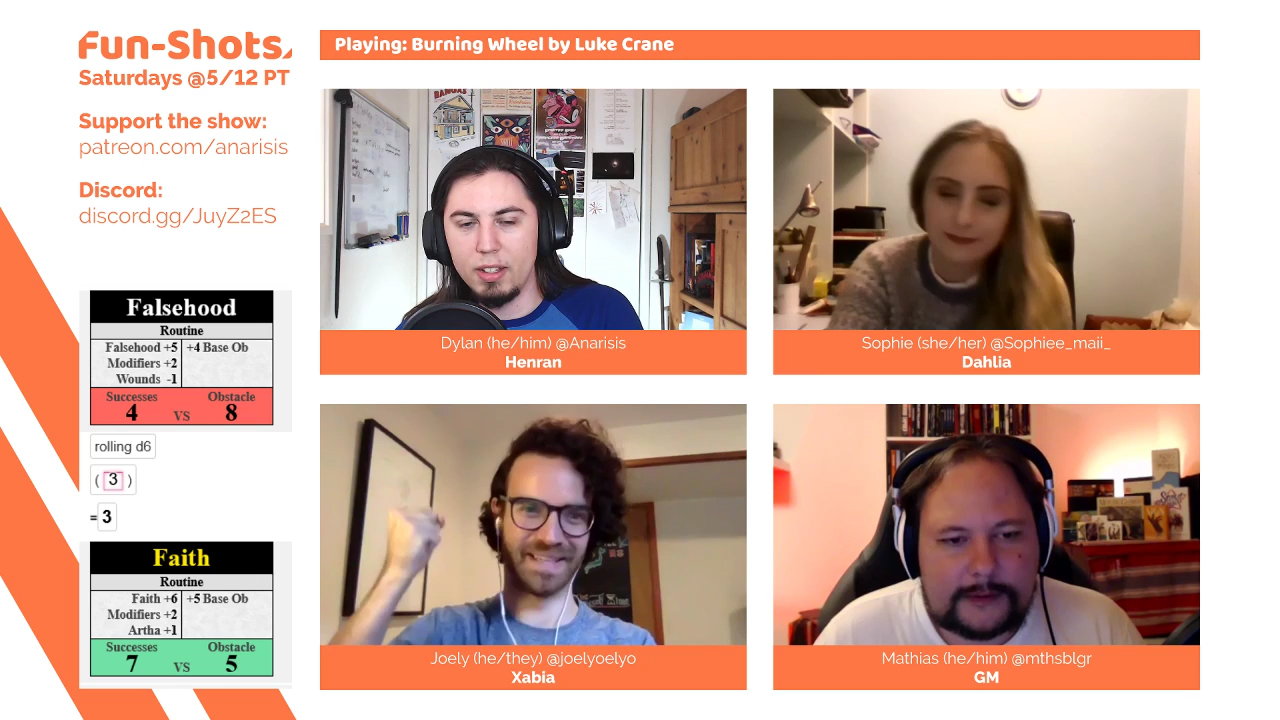 Fun-Shots
Saturdays @5/12 PT
Support the show:
patreon.com/anarisis
Discord:
discord.gg/JuyZ2ES
Playing: Burning Wheel by Luke Crane
Dylan (he/him) @Anarisis
Henran
Sophie (she/her) @Sophiee_maii_
Dahlia
Falsehood
Routine
Falsehood +5 +4 Base Ob
Modifiers +2
Wounds -1
Successes Obstacle
4 VS 8
rolling d6
( 3 )
=3
Faith
Routine
Faith +6 +5 Base Ob
Modifiers +2
Artha +1
Successes Obstacle
7 VS 5
Joely (he/they) @joelyoelyo
Xabia
Mathias (he/him) @mthsblgr
GM